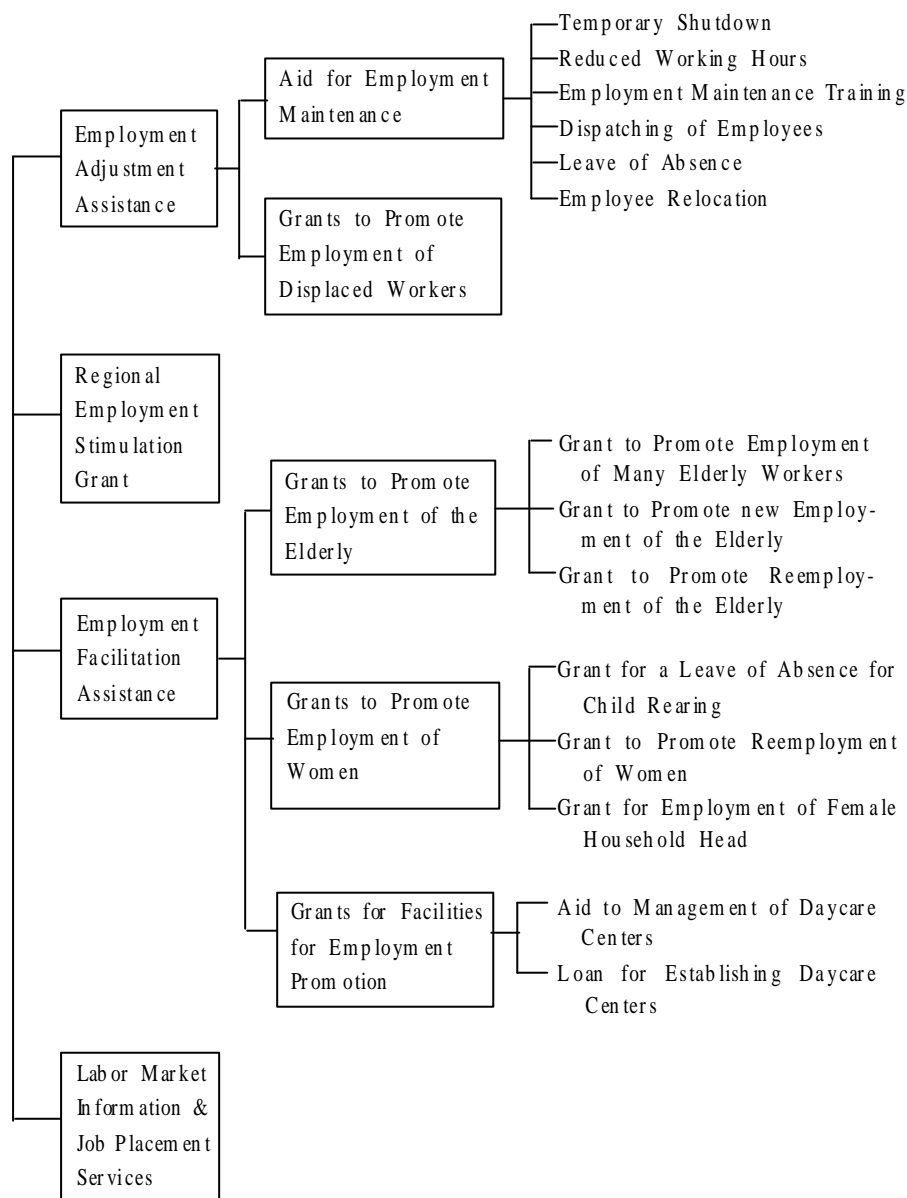 Temporary Shutdown
Reduced Working Hours
Employment Maintenance Training
Dispatching of Employees
Leave of Absence
Employee Relocation
Aid for Employment
Maintenance
Employment
Adjustment
Assistance
Grants to Promote
Employment of
Displaced Workers
Regional
Employment
Stimulation
Grant
Grants to Promote
Employment of the
Elderly
Grant to Promote Employment
of Many Elderly Workers
Grant to Promote new Employ-
ment of the Elderly
Grant to Promote Reemploy-
ment of the Elderly
Employment
Facilitation
Assistance
Grants to Promote
Employment of
Women
Grant for a Leave of Absence for
Child Rearing
Grant to Promote Reemployment
of Women
Grant for Employment of Female
Household Head
Grants for Facilities
for Employment
Promotion
Aid to Management of Daycare
Centers
Loan for Establishing Daycare
Centers
Labor Market
Information &
Job Placement
Services